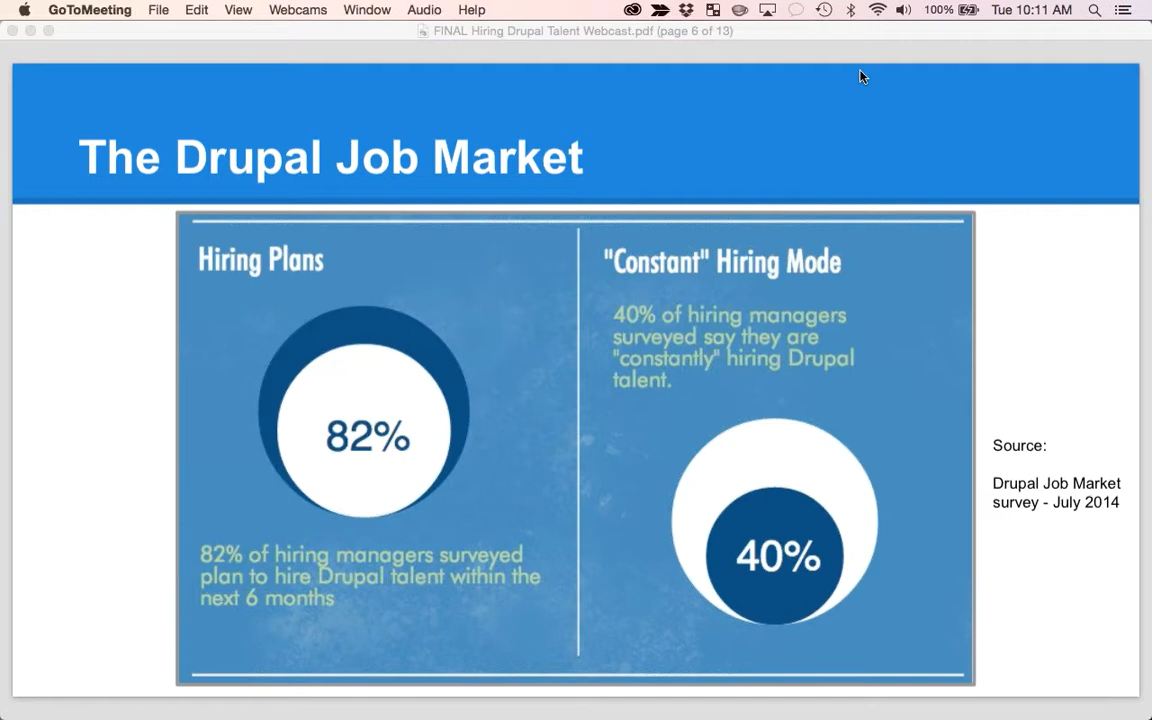 GoToMeeting File Edit View Webcams Window Audio Help 100% Tue 10:11 AM
FINAL Hiring Drupal Talent Webcast.pdf (page 6 of 13)
The Drupal Job Market
Hiring Plans
82%
82% of hiring managers surveyed
plan to hire Drupal talent within the
next 6 months
"Constant" Hiring Mode
40% of hiring managers
surveyed say they are
"constantly" hiring Drupal
talent.
40%
Source:
Drupal Job Market
survey - July 2014